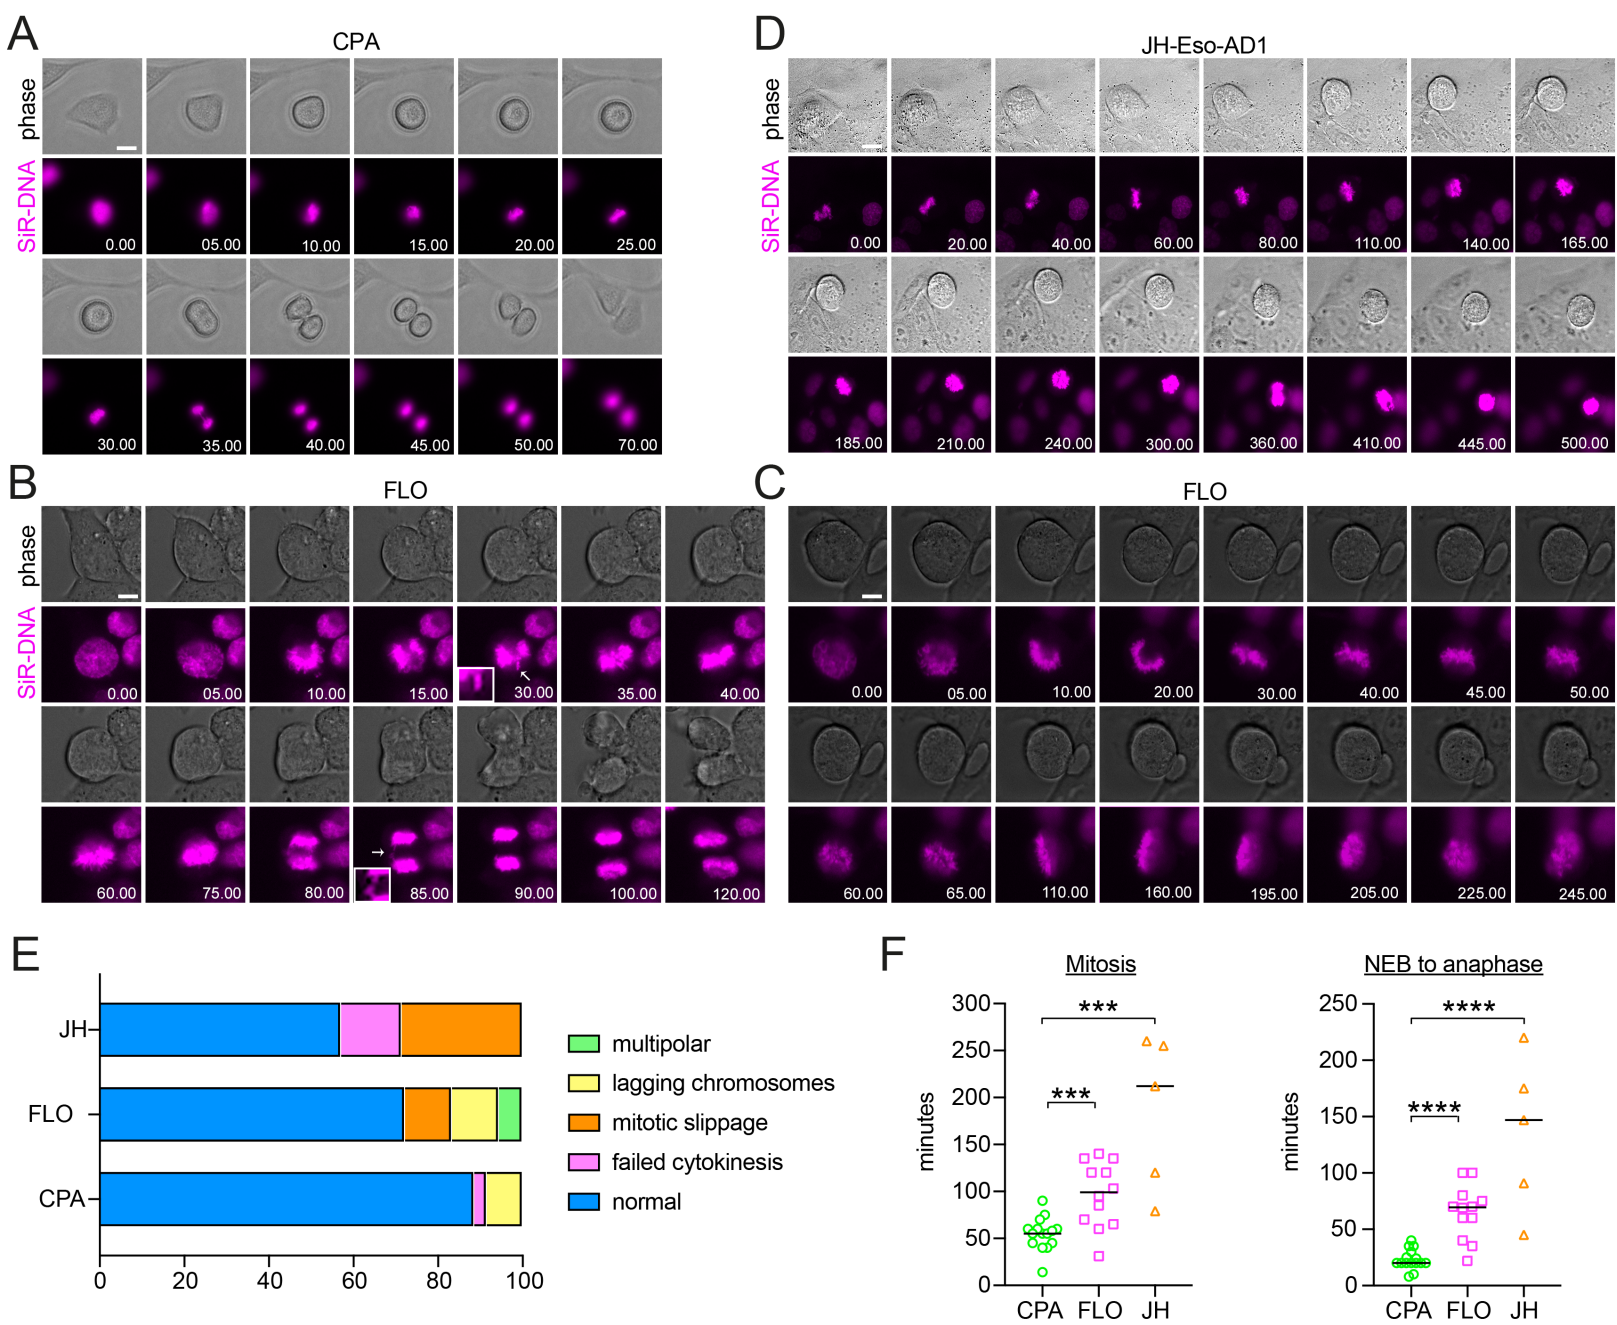 A
CPA
phase
SiR-DNA
0.00 05.00 10.00 15.00 20.00 25.00
30.00 35.00 40.00 45.00 50.00 70.00
D
JH-Eso-AD1
phase
SiR-DNA
0.00 20.00 40.00 60.00 80.00 110.00 140.00 165.00
185.00 210.00 240.00 300.00 360.00 410.00 445.00 500.00
B
FLO
phase
SiR-DNA
0.00 05.00 10.00 15.00 30.00 35.00 40.00
60.00 75.00 80.00 85.00 90.00 100.00 120.00
C
FLO
0.00 05.00 10.00 20.00 30.00 40.00 45.00 50.00
60.00 65.00 110.00 160.00 195.00 205.00 225.00 245.00
E
JH
FLO
CPA
0 20 40 60 80 100
multipolar
lagging chromosomes
mitotic slippage
failed cytokinesis
normal
F
Mitosis
minutes
300
250
200
150
100
50
0
***
***
CPA FLO JH
NEB to anaphase
minutes
250
200
150
100
50
0
****
****
CPA FLO JH